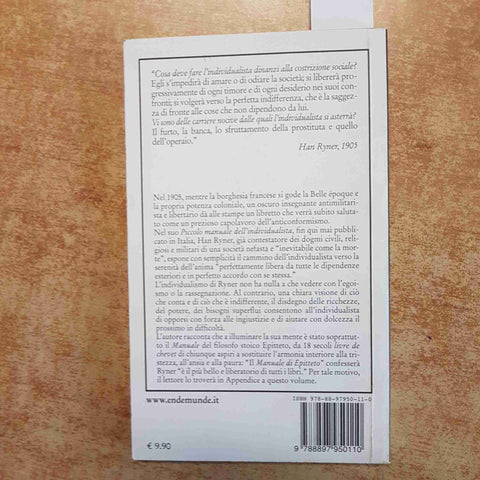 "Cosa deve fare l'individualista dinanzi alla costrizione sociale?
Egli s'impedirà di amare o di odiare la società; si libererà pro-
gressivamente di ogni timore e di ogni desiderio nei suoi con-
fronti; si volgerà verso la perfetta indifferenza, che è la saggez-
za di fronte alle cose che non dipendono da lui.
Vi sono delle carriere nocive dalle quali l'individualista si asterrà?
Il furto, la banca, lo sfruttamento della prostituta e quello
dell'operaio."
Han Ryner, 1905
Nel 1905, mentre la borghesia francese si gode la Belle époque e
la propria potenza coloniale, un oscuro insegnante antimilitari-
sta e libertario dà alle stampe un libretto che verrà subito saluta-
to come un prezioso capolavoro dell'anticonformismo.
Nel suo Piccolo manuale dell'individualista, fin qui mai pubbli-
cato in Italia, Han Ryner, già contestatore dei dogmi civili, reli-
giosi e militari di una società nefasta e "inevitabile come la mor-
te", espone con semplicità il cammino dell'individualista verso la
serenità dell'anima "perfettamente libera da tutte le dipendenze
esteriori e in perfetto accordo con se stessa."
L'individualismo di Ryner non ha nulla a che vedere con l'egoi-
smo o la rassegnazione. Al contrario, una chiara visione di ciò
che conta e di ciò che è indifferente, il disdegno delle ricchezze,
del potere, dei bisogni superflui consentono all'individualista
di opporsi con forza alle ingiustizie e di aiutare con dolcezza il
prossimo in difficoltà.
L'autore racconta che a illuminare la sua mente è stato soprattut-
to il Manuale del filosofo stoico Epitteto, da 18 secoli livre de
chevet di chiunque aspiri a sostituire l'armonia interiore alla tri-
stezza, all'ansia e alla paura: "Il Manuale di Epitteto" confesserà
Ryner "è il più bello e liberatorio di tutti i libri." Per tale motivo,
il lettore lo troverà in Appendice a questo volume.
www.endemunde.it
ISBN 978-88-97950-11-0
€ 9.90
9 788897 950110